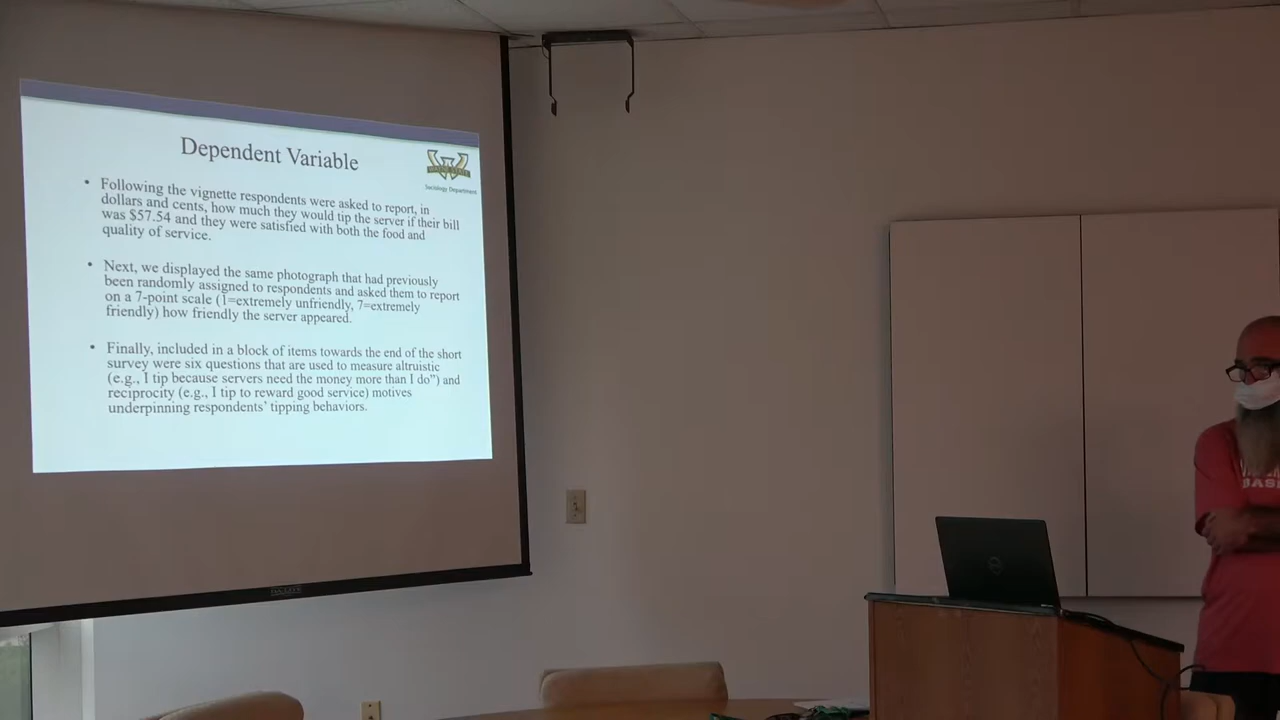 Dependent Variable
WAYNE STATE
Sociology Department
• Following the vignette respondents were asked to report, in
dollars and cents, how much they would tip the server if their bill
was $57.54 and they were satisfied with both the food and
quality of service.
• Next, we displayed the same photograph that had previously
been randomly assigned to respondents and asked them to report
on a 7-point scale (1=extremely unfriendly, 7=extremely
friendly) how friendly the server appeared.
• Finally, included in a block of items towards the end of the short
survey were six questions that are used to measure altruistic
(e.g., I tip because servers need the money more than I do”) and
reciprocity (e.g., I tip to reward good service) motives
underpinning respondents’ tipping behaviors.
DELL